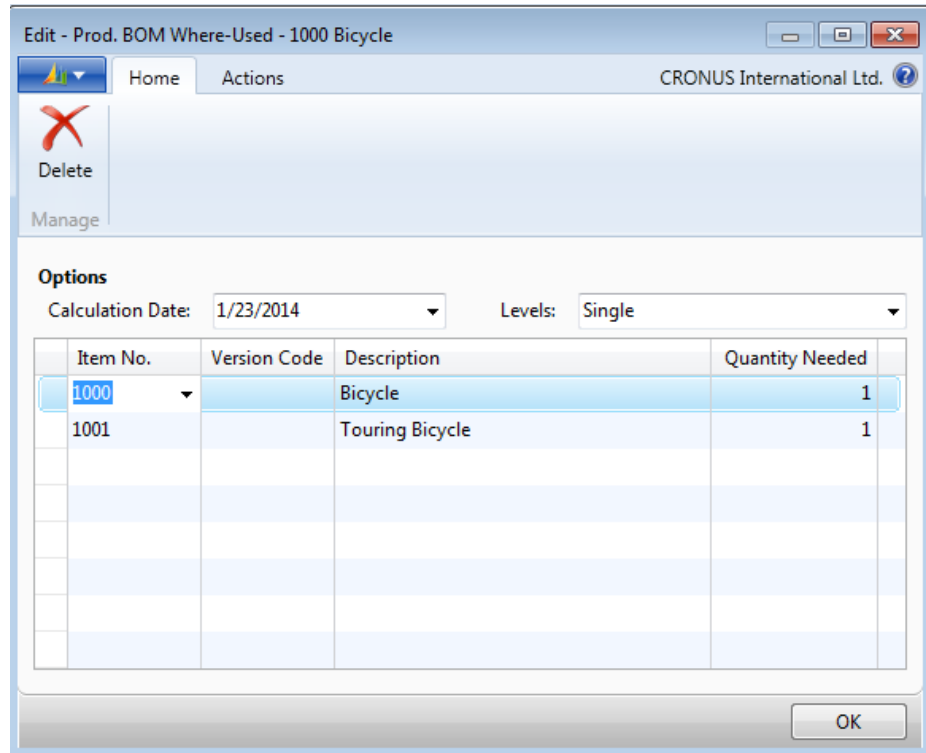 Edit - Prod. BOM Where-Used - 1000 Bicycle
Home Actions CRONUS International Ltd.
Delete
Manage
Options
Calculation Date: 1/23/2014 Levels: Single
Item No. Version Code Description Quantity Needed
1000 Bicycle 1
1001 Touring Bicycle 1
OK